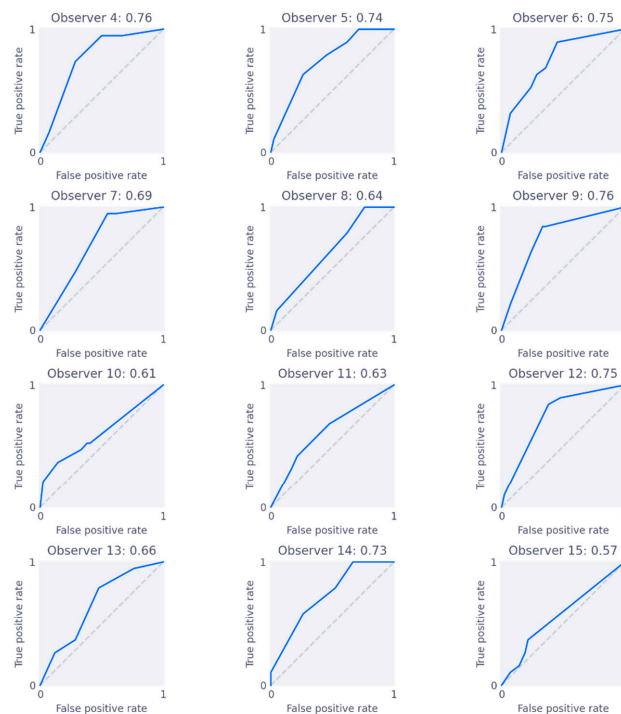 Observer 4: 0.76
1
True positive rate
0
0
1
False positive rate
Observer 5: 0.74
1
True positive rate
0
0
1
False positive rate
Observer 6: 0.75
1
True positive rate
0
0
False positive rate
Observer 7: 0.69
1
True positive rate
0
0
1
False positive rate
Observer 8: 0.64
1
True positive rate
0
0
1
False positive rate
Observer 9: 0.76
1
True positive rate
0
0
False positive rate
Observer 10: 0.61
1
True positive rate
0
0
1
False positive rate
Observer 11: 0.63
1
True positive rate
0
0
1
False positive rate
Observer 12: 0.75
1
True positive rate
0
0
False positive rate
Observer 13: 0.66
1
True positive rate
0
0
1
False positive rate
Observer 14: 0.73
1
True positive rate
0
0
1
False positive rate
Observer 15: 0.57
1
True positive rate
0
0
False positive rate